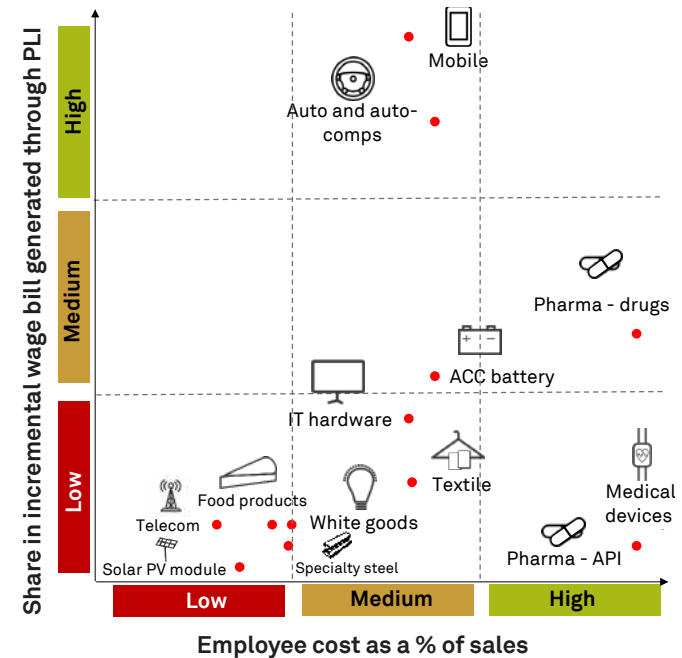 Share in incremental wage bill generated through PLI
High
Medium
Low
Mobile
Auto and auto-
comps
Pharma - drugs
ACC battery
IT hardware
Textile
Medical
devices
Food products
Telecom
White goods
Pharma - API
Solar PV module
Specialty steel
Low
Medium
High
Employee cost as a % of sales